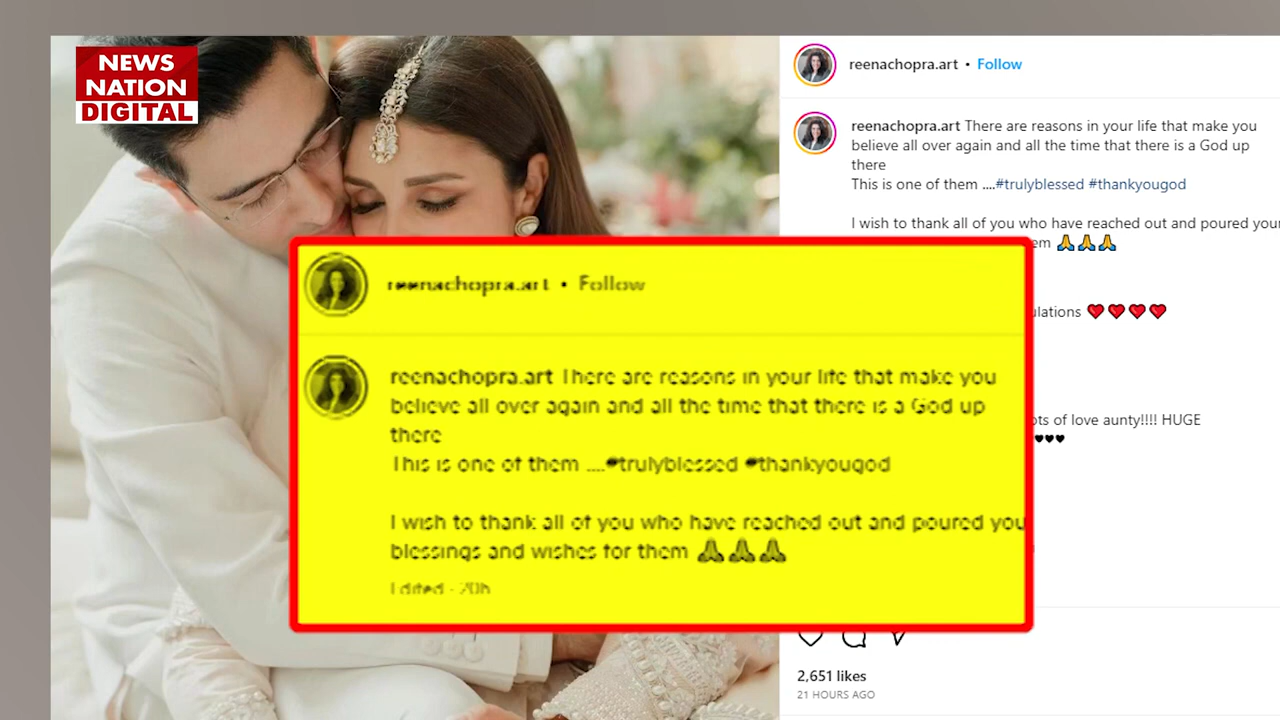 NEWS
NATION
DIGITAL
reenachopra.art • Follow
reenachopra.art There are reasons in your life that make you
believe all over again and all the time that there is a God up
there
This is one of them ....#trulyblessed #thankyougod
I wish to thank all of you who have reached out and poured your
em 🙏🙏🙏
ulations ❤️❤️❤️❤️
ots of love aunty!!!! HUGE
♥♥♥
reenachopra.art • Follow
reenachopra.art There are reasons in your life that make you
believe all over again and all the time that there is a God up
there
This is one of them ....#trulyblessed #thankyougod
I wish to thank all of you who have reached out and poured you
blessings and wishes for them 🙏🙏🙏
Edited · 20h
2,651 likes
21 HOURS AGO